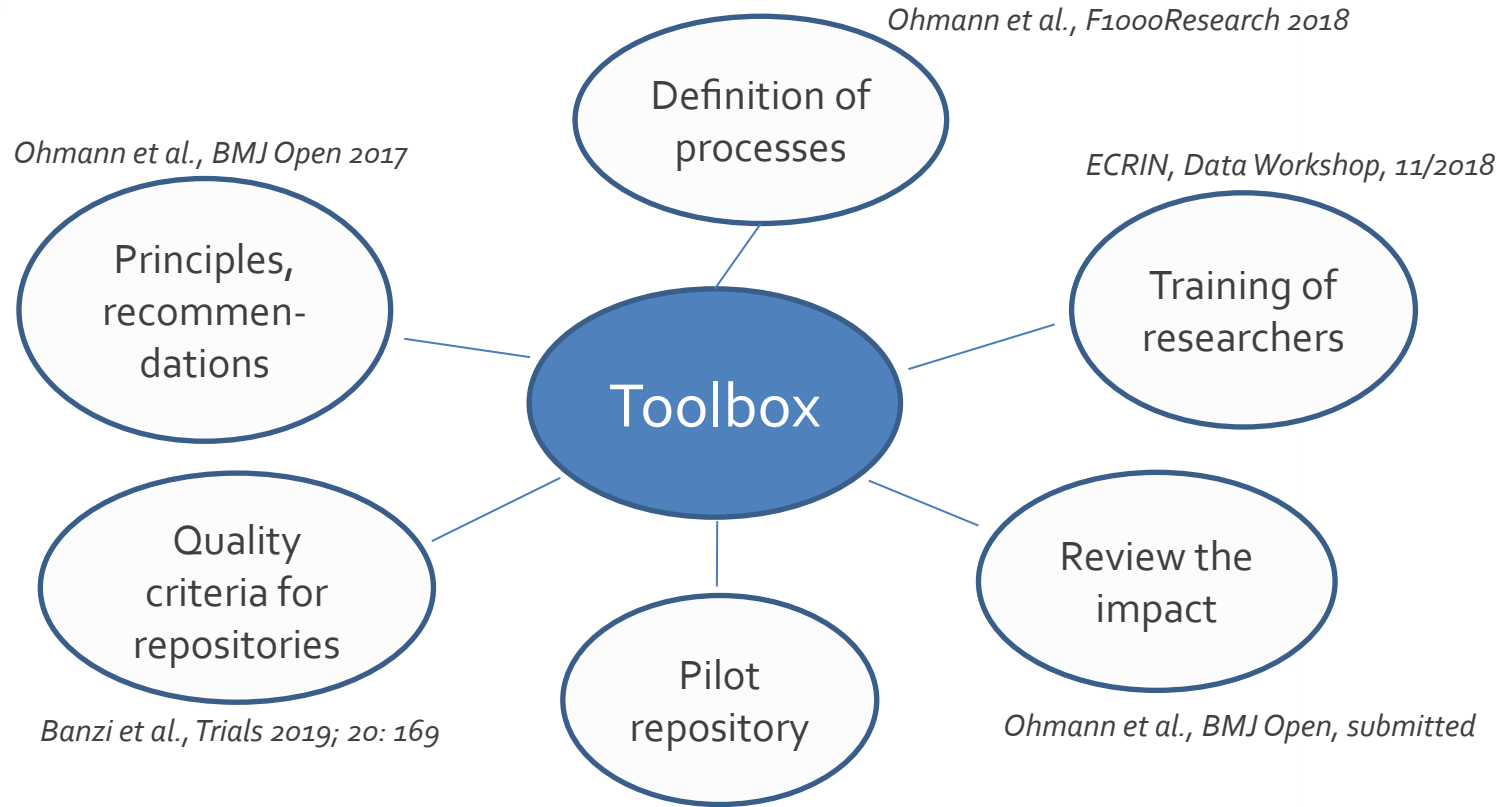 Ohmann et al., F1000Research 2018
Definition of
processes
Ohmann et al., BMJ Open 2017
Principles,
recommen-
dations
ECRIN, Data Workshop, 11/2018
Training of
researchers
Toolbox
Quality
criteria for
repositories
Banzi et al., Trials 2019; 20: 169
Pilot
repository
Review the
impact
Ohmann et al., BMJ Open, submitted